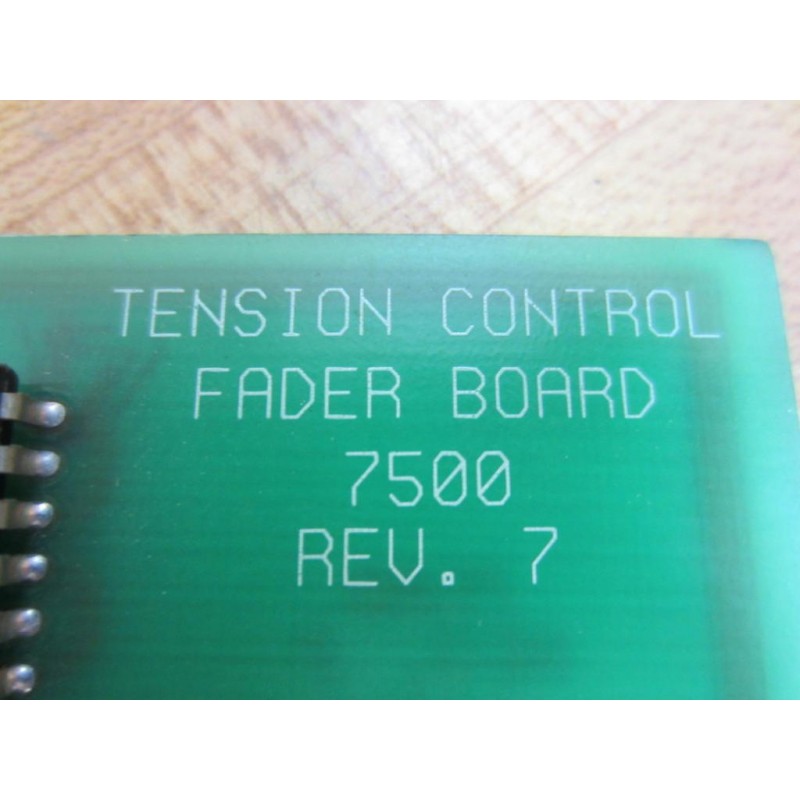 TENSION CONTROL
FADER BOARD
7500
REV. 7